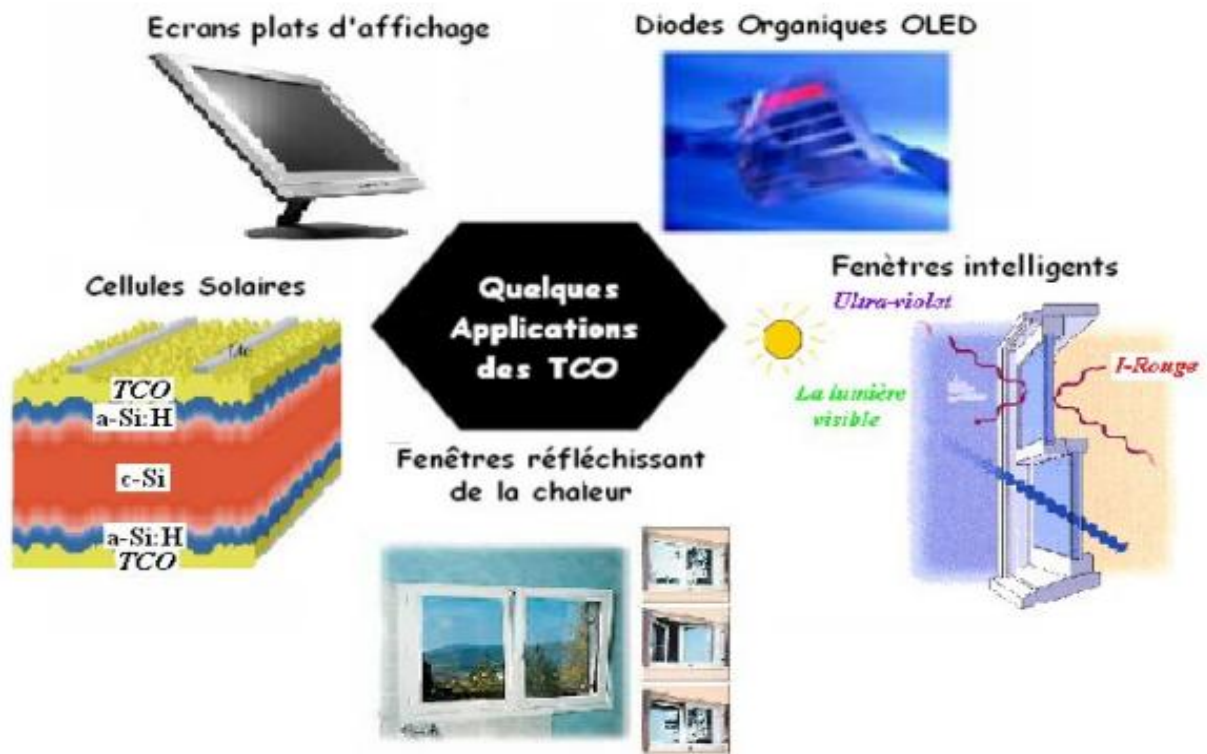 Ecrans plats d'affichage
Diodes Organiques OLED
Cellules Solaires
Quelques
Applications
des TCO
Fenètres intelligents
Ultra-violet
I-Rouge
La lumière
visible
TCO
a-Si:H
c-Si
a-Si:H
TCO
Fenêtres réfléchissant
de la chaleur